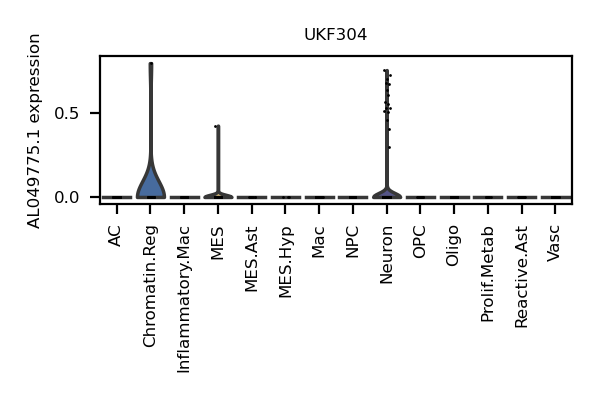 UKF304
AL049775.1 expression
0.5
0.0
AC
Chromatin.Reg
Inflammatory.Mac
MES
MES.Ast
MES.Hyp
Mac
NPC
Neuron
OPC
Oligo
Prolif.Metab
Reactive.Ast
Vasc